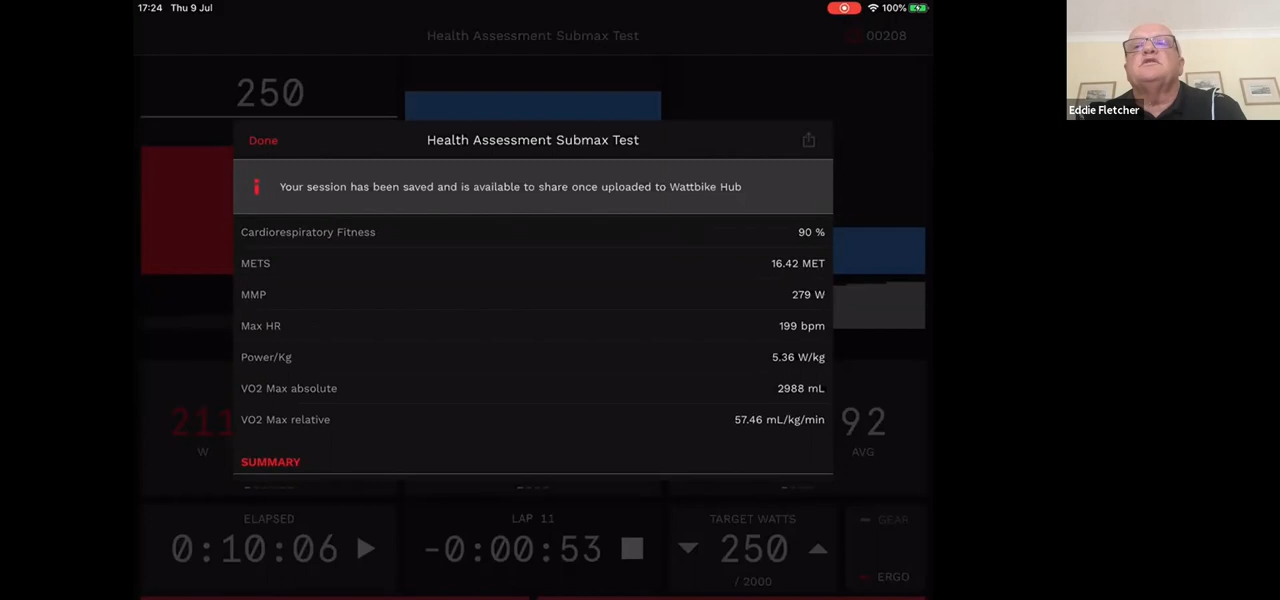 17:24 Thu 9 Jul
100%
Health Assessment Submax Test
00208
250
Done
Health Assessment Submax Test
Your session has been saved and is available to share once uploaded to Wattbike Hub
Cardiorespiratory Fitness 90 %
METS 16.42 MET
MMP 279 W
Max HR 199 bpm
Power/Kg 5.36 W/kg
VO2 Max absolute 2988 mL
VO2 Max relative 57.46 mL/kg/min
SUMMARY
211
W
92
AVG
ELAPSED
0:10:06
LAP 11
-0:00:53
TARGET WATTS
250
/ 2000
GEAR
ERGO
Eddie Fletcher